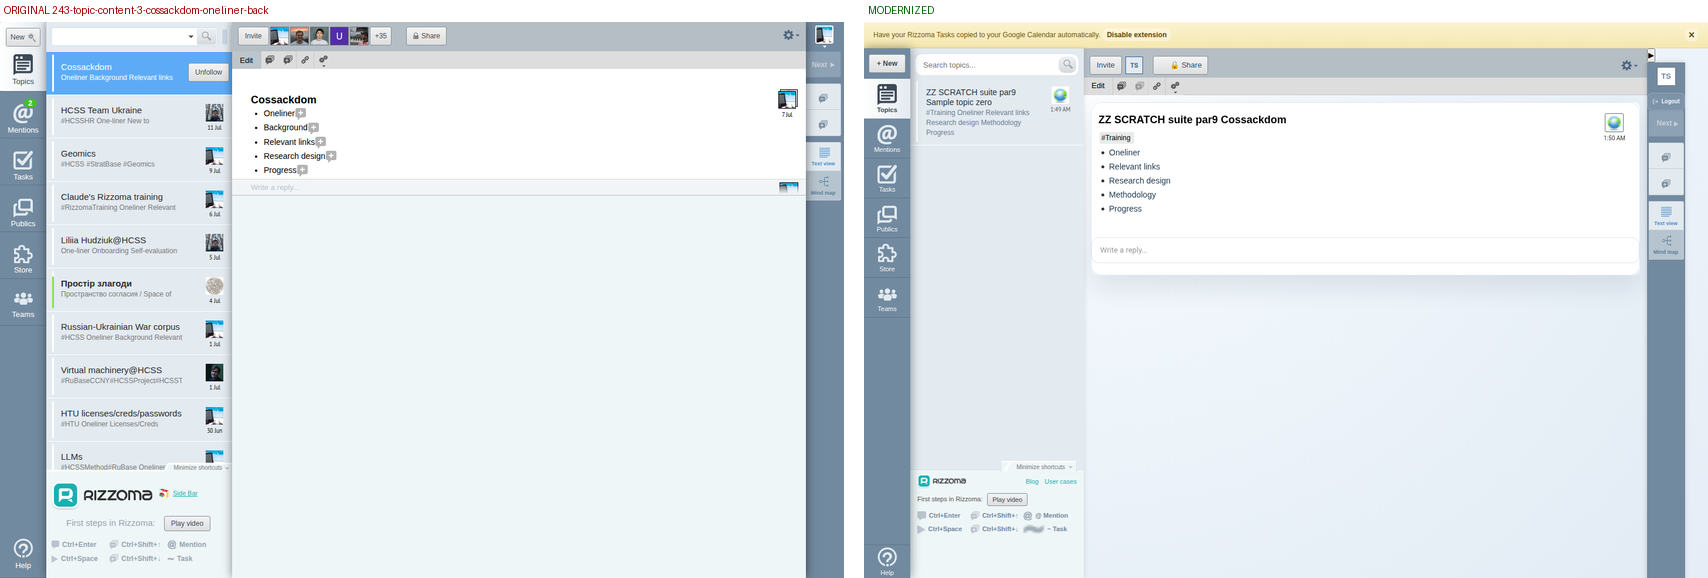 ORIGINAL 243-topic-content-3-cossackdom-oneliner-back
New
Topics
2
Mentions
Tasks
Publics
Store
Teams
Help
Cossackdom
Oneliner Background Relevant links
Unfollow
HCSS Team Ukraine
#HCSSHR One-liner New to
11 Jul
Geomics
#HCSS #StratBase #Geomics
9 Jul
Claude's Rizzoma training
#RizzomaTraining Oneliner Relevant
6 Jul
Liliia Hudziuk@HCSS
One-liner Onboarding Self-evaluation
5 Jul
Простір злагоди
Пространство согласия / Space of
4 Jul
Russian-Ukrainian War corpus
#HCSS Oneliner Background Relevant
1 Jul
Virtual machinery@HCSS
#RuBaseCCNY#HCSSProject#HCSST
1 Jul
HTU licenses/creds/passwords
#HTU Oneliner Licenses/Creds
30 Jun
LLMs
#HCSSMethod#RuBase Oneliner
Minimize shortcuts
RIZZOMA
Side Bar
First steps in Rizzoma:
Play video
Ctrl+Enter
Ctrl+Shift+↑
@ Mention
Ctrl+Space
Ctrl+Shift+↓
~ Task
Invite
U
+35
Share
Edit
Cossackdom
7 Jul
• Oneliner
• Background
• Relevant links
• Research design
• Progress
Write a reply...
Next
Text view
Mind map
MODERNIZED
Have your Rizzoma Tasks copied to your Google Calendar automatically. Disable extension
×
+ New
Topics
Mentions
Tasks
Publics
Store
Teams
Help
Search topics...
ZZ SCRATCH suite par9
Sample topic zero
#Training Oneliner Relevant links
Research design Methodology
Progress
1:49 AM
Minimize shortcuts
RIZZOMA
Blog
User cases
First steps in Rizzoma:
Play video
Ctrl+Enter
Ctrl+Shift+↑
@ Mention
Ctrl+Space
Ctrl+Shift+↓
~ Task
Invite
TS
Share
Edit
ZZ SCRATCH suite par9 Cossackdom
1:50 AM
#Training
• Oneliner
• Relevant links
• Research design
• Methodology
• Progress
Write a reply...
TS
Logout
Next
Text view
Mind map